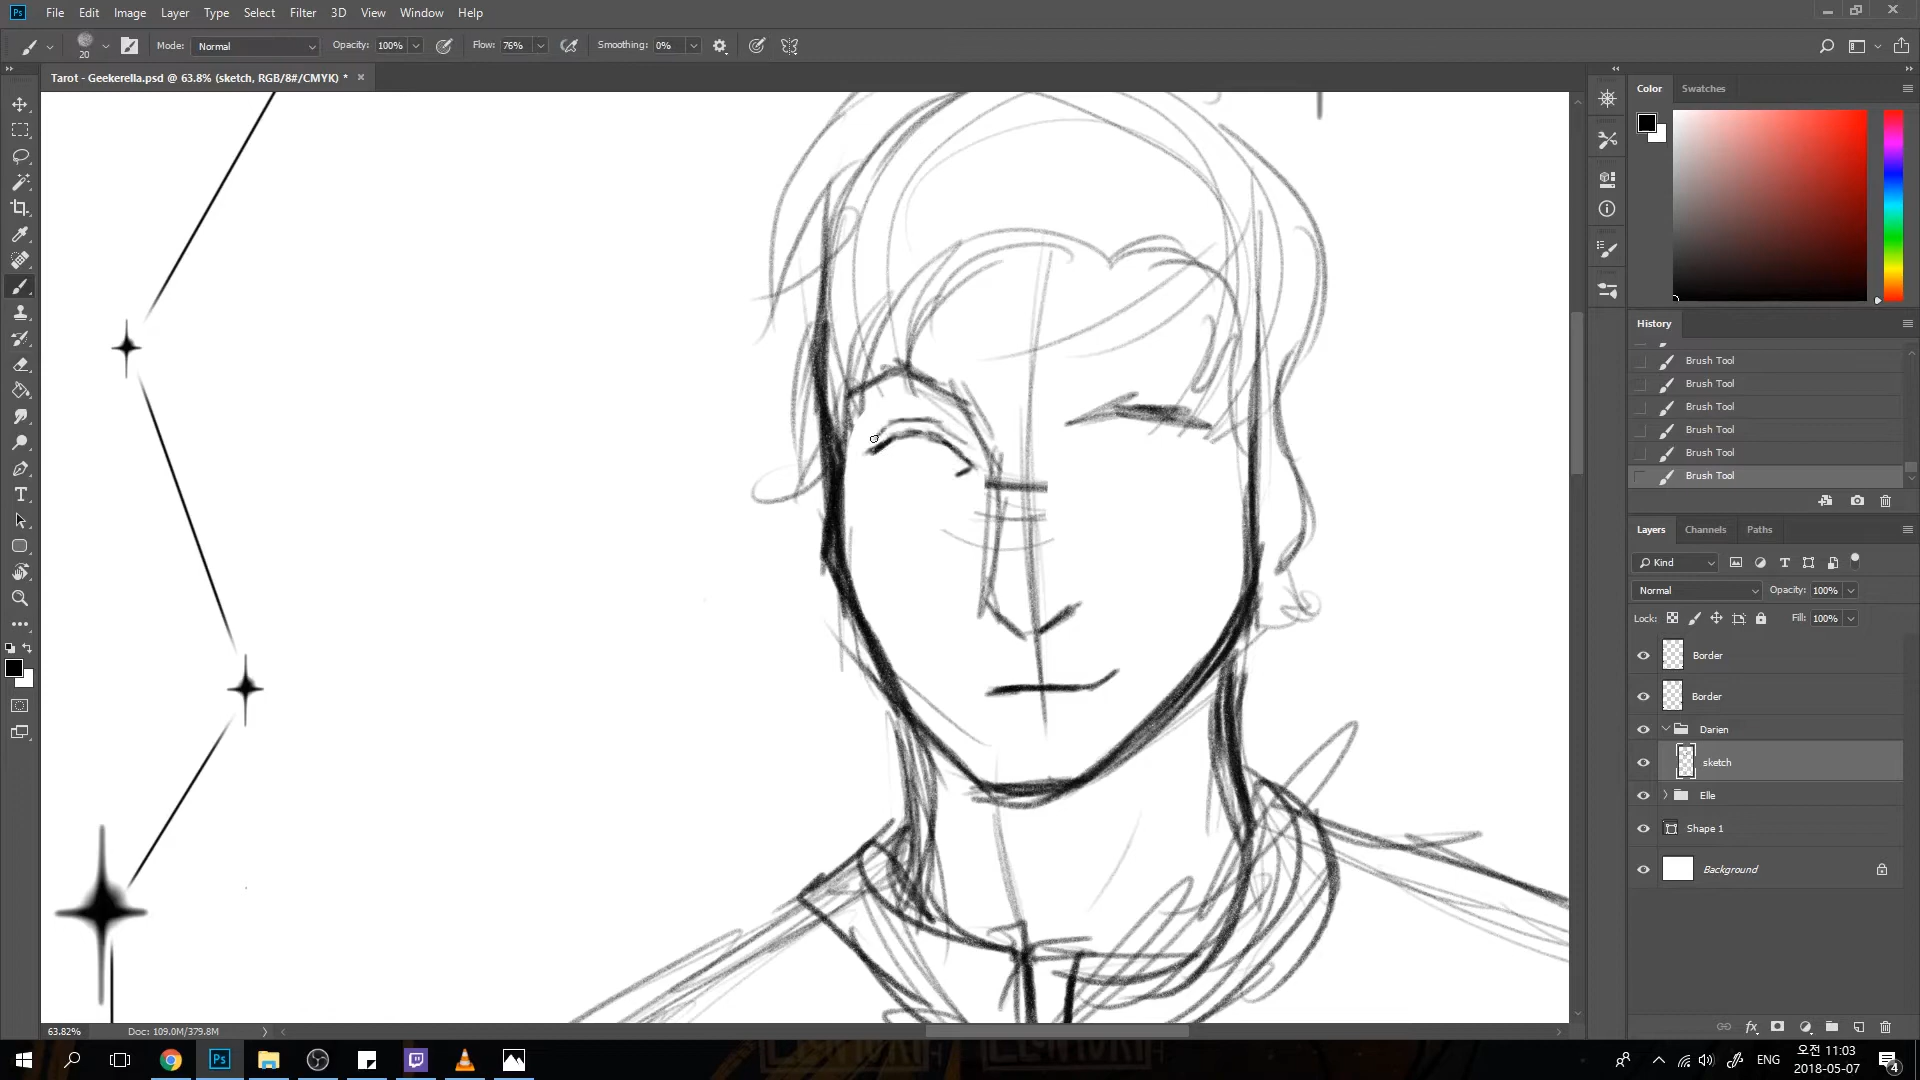 Ps File Edit Image Layer Type Select Filter 3D View Window Help
20 Mode: Normal Opacity: 100% Flow: 76% Smoothing: 0%
Tarot - Geekerella.psd @ 63.8% (sketch, RGB/8#/CMYK) *
Color Swatches
History
Brush Tool
Brush Tool
Brush Tool
Brush Tool
Brush Tool
Brush Tool
Layers Channels Paths
Kind
Normal Opacity: 100%
Lock: Fill: 100%
Border
Border
Darien
sketch
Elle
Shape 1
Background
63.82% Doc: 109.0M/379.8M
Ps ENG 오전 11:03
2018-05-07
4